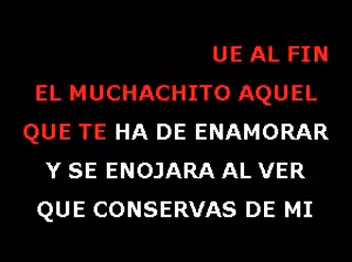 UE AL FIN
EL MUCHACHITO AQUEL
QUE TE HA DE ENAMORAR
Y SE ENOJARA AL VER
QUE CONSERVAS DE MI